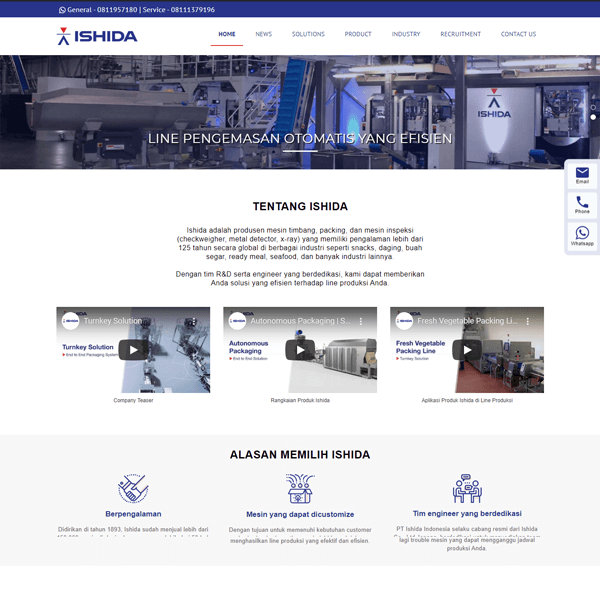 General - 0811957180 | Service - 08111379196
ISHIDA
HOME NEWS SOLUTIONS PRODUCT INDUSTRY RECRUITMENT CONTACT US
ISHIDA
LINE PENGEMASAN OTOMATIS YANG EFISIEN
Email
Phone
Whatsapp
TENTANG ISHIDA
Ishida adalah produsen mesin timbang, packing, dan mesin inspeksi
(checkweigher, metal detector, x-ray) yang memiliki pengalaman lebih dari
125 tahun secara global di berbagai industri seperti snacks, daging, buah
segar, ready meal, seafood, dan banyak industri lainnya.
Dengan tim R&D serta engineer yang berdedikasi, kami dapat memberikan
Anda solusi yang efisien terhadap line produksi Anda.
Turnkey Solution
Turnkey Solution
End to End Packaging System
Company Teaser
Autonomous Packaging | S...
Autonomous
Packaging
End to End Solution
Rangkaian Produk Ishida
Fresh Vegetable Packing Li...
Fresh Vegetable
Packing Line
Turnkey Solution
Aplikasi Produk Ishida di Line Produksi
ALASAN MEMILIH ISHIDA
Berpengalaman
Didirikan di tahun 1893, Ishida sudah menjual lebih dari
Mesin yang dapat dicustomize
Dengan tujuan untuk memenuhi kebutuhan customer
menghasilkan line produksi yang efektif dan efisien.
Tim engineer yang berdedikasi
PT Ishida Indonesia selaku cabang resmi dari Ishida
lagi trouble mesin yang dapat mengganggu jadwal
produksi Anda.